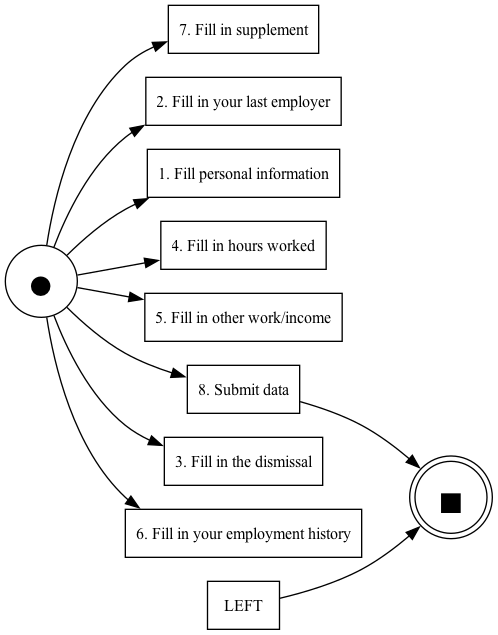 7. Fill in supplement
2. Fill in your last employer
1. Fill personal information
4. Fill in hours worked
5. Fill in other work/income
8. Submit data
3. Fill in the dismissal
6. Fill in your employment history
LEFT